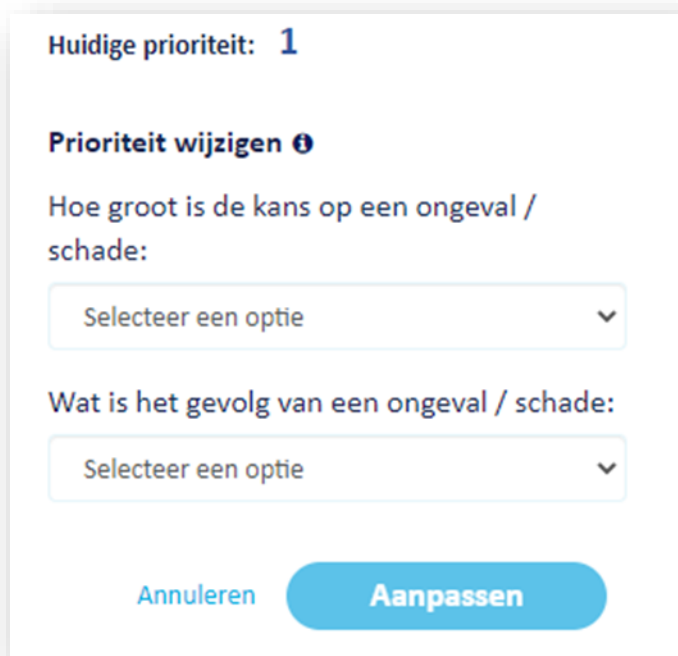 Huidige prioriteit: 1
Prioriteit wijzigen
Hoe groot is de kans op een ongeval /
schade:
Selecteer een optie
Wat is het gevolg van een ongeval / schade:
Selecteer een optie
Annuleren Aanpassen